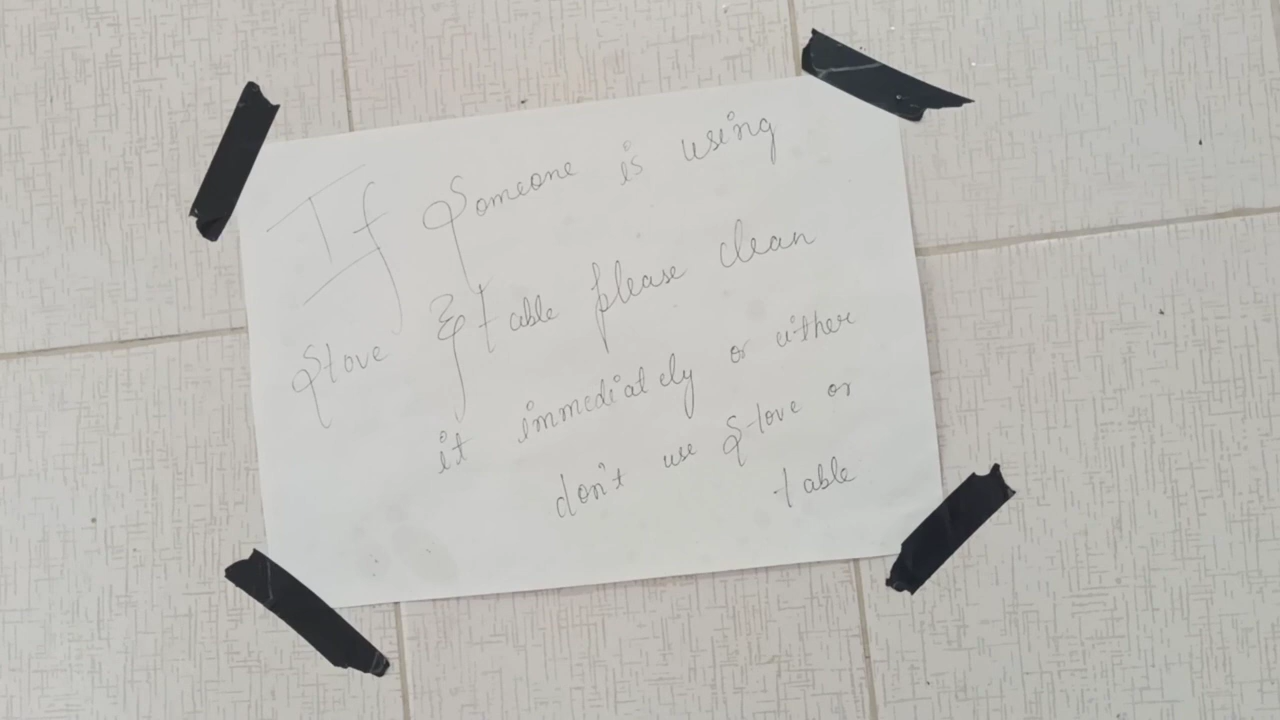 If Someone is using
Stove & table please clean
it immediately or either
don't use Stove or
table